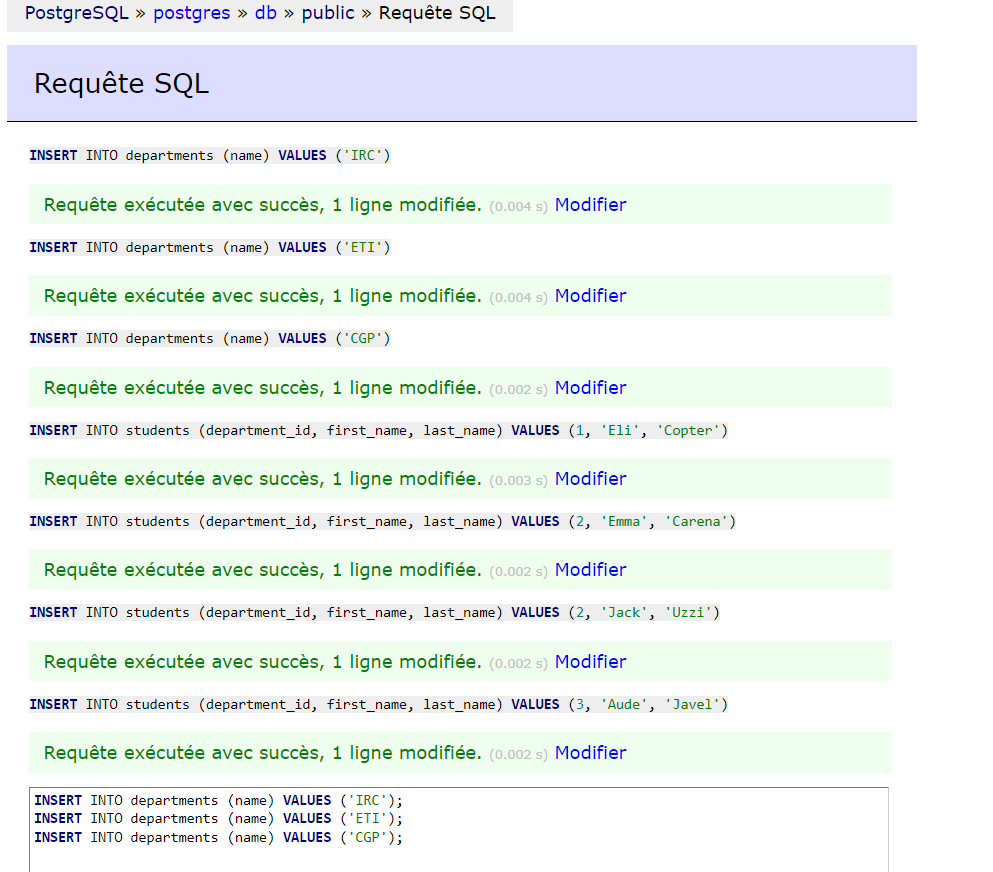 PostgreSQL » postgres » db » public » Requête SQL
Requête SQL
INSERT INTO departments (name) VALUES ('IRC')
Requête exécutée avec succès, 1 ligne modifiée. (0.004 s) Modifier
INSERT INTO departments (name) VALUES ('ETI')
Requête exécutée avec succès, 1 ligne modifiée. (0.004 s) Modifier
INSERT INTO departments (name) VALUES ('CGP')
Requête exécutée avec succès, 1 ligne modifiée. (0.002 s) Modifier
INSERT INTO students (department_id, first_name, last_name) VALUES (1, 'Eli', 'Copter')
Requête exécutée avec succès, 1 ligne modifiée. (0.003 s) Modifier
INSERT INTO students (department_id, first_name, last_name) VALUES (2, 'Emma', 'Carena')
Requête exécutée avec succès, 1 ligne modifiée. (0.002 s) Modifier
INSERT INTO students (department_id, first_name, last_name) VALUES (2, 'Jack', 'Uzzi')
Requête exécutée avec succès, 1 ligne modifiée. (0.002 s) Modifier
INSERT INTO students (department_id, first_name, last_name) VALUES (3, 'Aude', 'Javel')
Requête exécutée avec succès, 1 ligne modifiée. (0.002 s) Modifier
INSERT INTO departments (name) VALUES ('IRC');
INSERT INTO departments (name) VALUES ('ETI');
INSERT INTO departments (name) VALUES ('CGP');